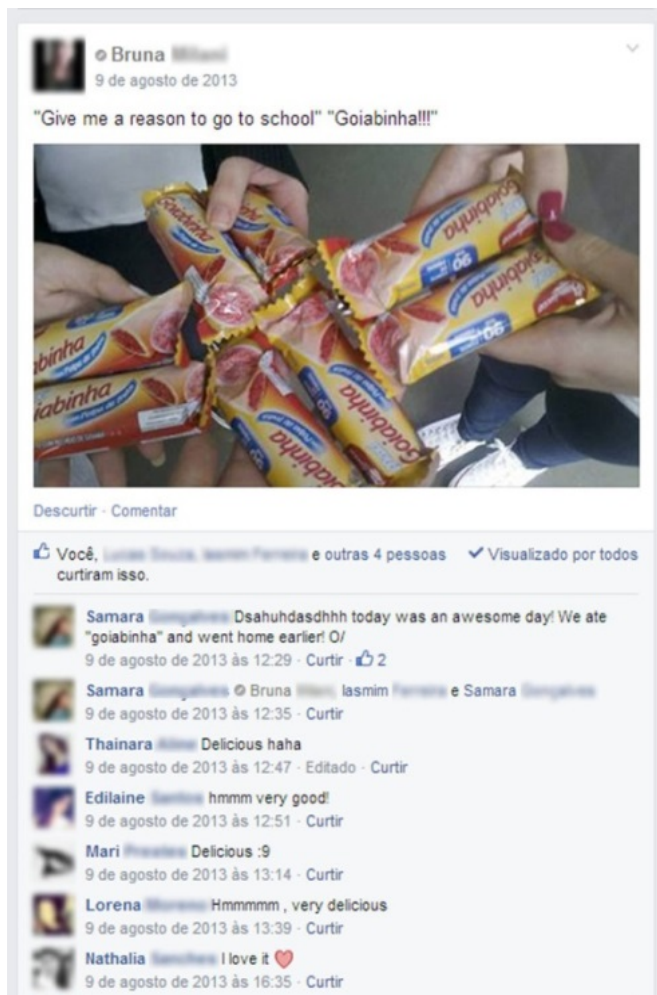 Bruna
9 de agosto de 2013
"Give me a reason to go to school" "Goiabinha!!!"
Goiabinha
Goiabinha
Goiabinha
abinha
iabinha
Goiabinha
90
90
Descurtir · Comentar
Você, e outras 4 pessoas
curtiram isso.
✓ Visualizado por todos
Samara Dsahuhdasdhhh today was an awesome day! We ate
"goiabinha" and went home earlier! O/
9 de agosto de 2013 às 12:29 · Curtir · 2
Samara Bruna Iasmim e Samara
9 de agosto de 2013 às 12:35 · Curtir
Thainara Delicious haha
9 de agosto de 2013 às 12:47 · Editado · Curtir
Edilaine hmmm very good!
9 de agosto de 2013 às 12:51 · Curtir
Mari Delicious :9
9 de agosto de 2013 às 13:14 · Curtir
Lorena Hmmmmm , very delicious
9 de agosto de 2013 às 13:39 · Curtir
Nathalia I love it
9 de agosto de 2013 às 16:35 · Curtir